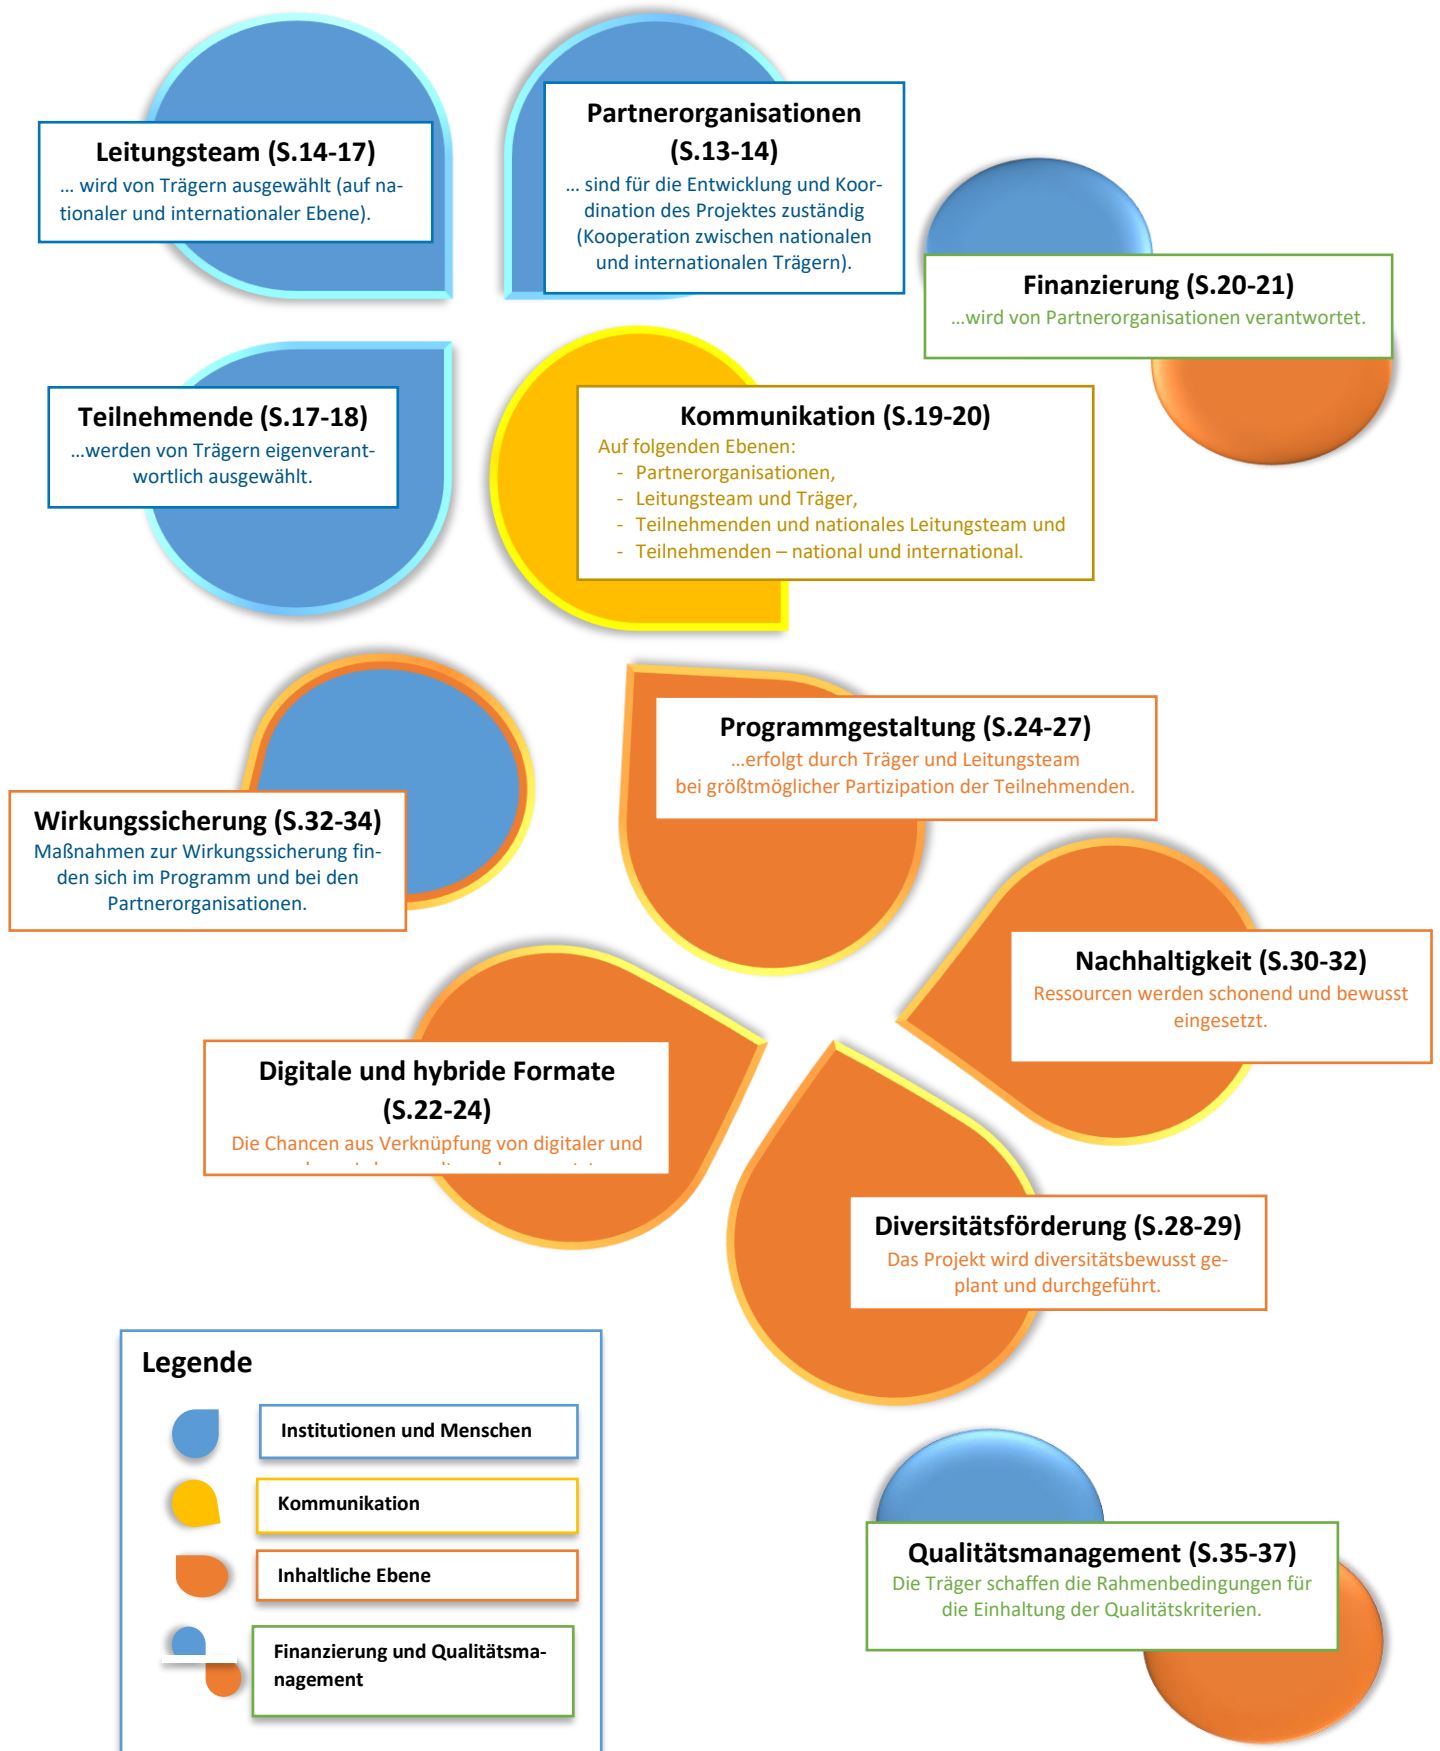 Leitungsteam (S.14-17)
... wird von Trägern ausgewählt (auf na-
tionaler und internationaler Ebene).
Partnerorganisationen
(S.13-14)
... sind für die Entwicklung und Koor-
dination des Projektes zuständig
(Kooperation zwischen nationalen
und internationalen Trägern).
Finanzierung (S.20-21)
...wird von Partnerorganisationen verantwortet.
Teilnehmende (S.17-18)
...werden von Trägern eigenverant-
wortlich ausgewählt.
Kommunikation (S.19-20)
Auf folgenden Ebenen:
- Partnerorganisationen,
- Leitungsteam und Träger,
- Teilnehmenden und nationales Leitungsteam und
- Teilnehmenden – national und international.
Programmgestaltung (S.24-27)
...erfolgt durch Träger und Leitungsteam
bei größtmöglicher Partizipation der Teilnehmenden.
Wirkungssicherung (S.32-34)
Maßnahmen zur Wirkungssicherung fin-
den sich im Programm und bei den
Partnerorganisationen.
Nachhaltigkeit (S.30-32)
Ressourcen werden schonend und bewusst
eingesetzt.
Digitale und hybride Formate
(S.22-24)
Die Chancen aus Verknüpfung von digitaler und
Diversitätsförderung (S.28-29)
Das Projekt wird diversitätsbewusst ge-
plant und durchgeführt.
Legende
Institutionen und Menschen
Kommunikation
Inhaltliche Ebene
Finanzierung und Qualitätsma-
nagement
Qualitätsmanagement (S.35-37)
Die Träger schaffen die Rahmenbedingungen für
die Einhaltung der Qualitätskriterien.